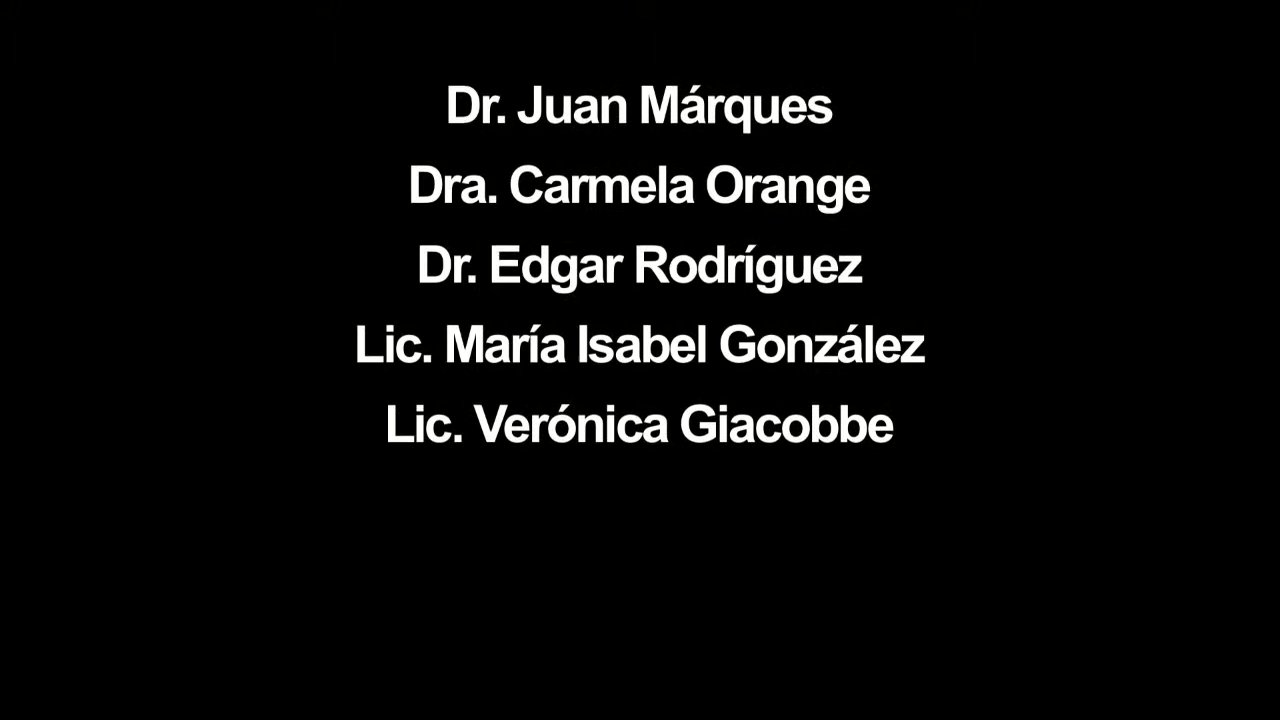 Dr. Juan Márques
Dra. Carmela Orange
Dr. Edgar Rodríguez
Lic. María Isabel González
Lic. Verónica Giacobbe